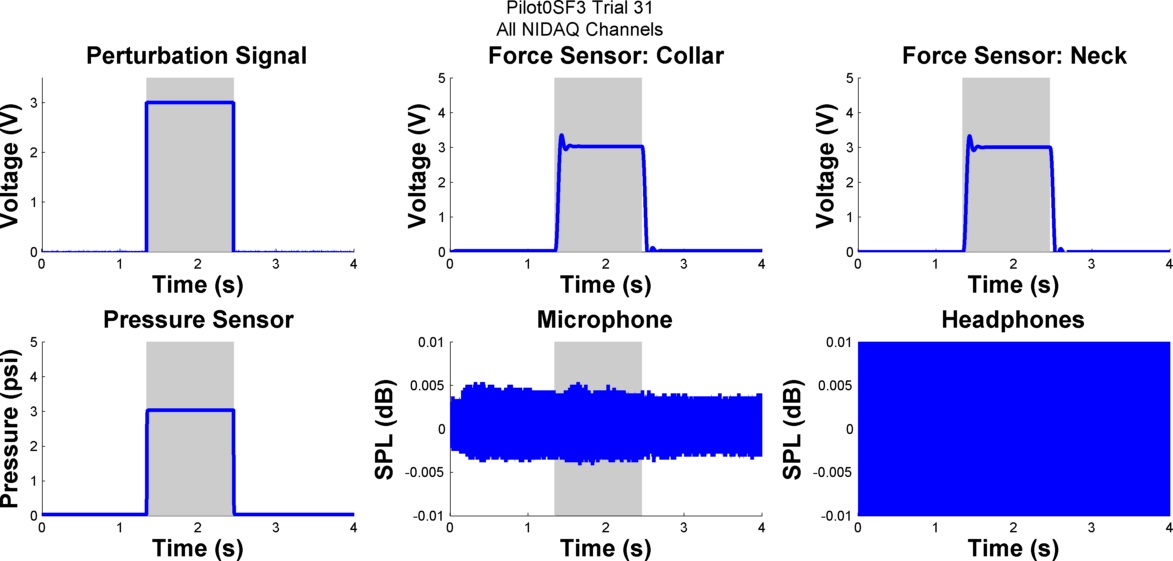 Pilot0SF3 Trial 31
All NIDAQ Channels
Perturbation Signal
Voltage (V)
3
2
1
0
0 1 2 3 4
Time (s)
Force Sensor: Collar
Voltage (V)
5
4
3
2
1
0
0 1 2 3 4
Time (s)
Force Sensor: Neck
Voltage (V)
5
4
3
2
1
0
0 1 2 3 4
Time (s)
Pressure Sensor
Pressure (psi)
5
4
3
2
1
0
0 1 2 3 4
Time (s)
Microphone
SPL (dB)
0.01
0.005
0
-0.005
-0.01
0 1 2 3 4
Time (s)
Headphones
SPL (dB)
0.01
0.005
0
-0.005
-0.01
0 1 2 3 4
Time (s)